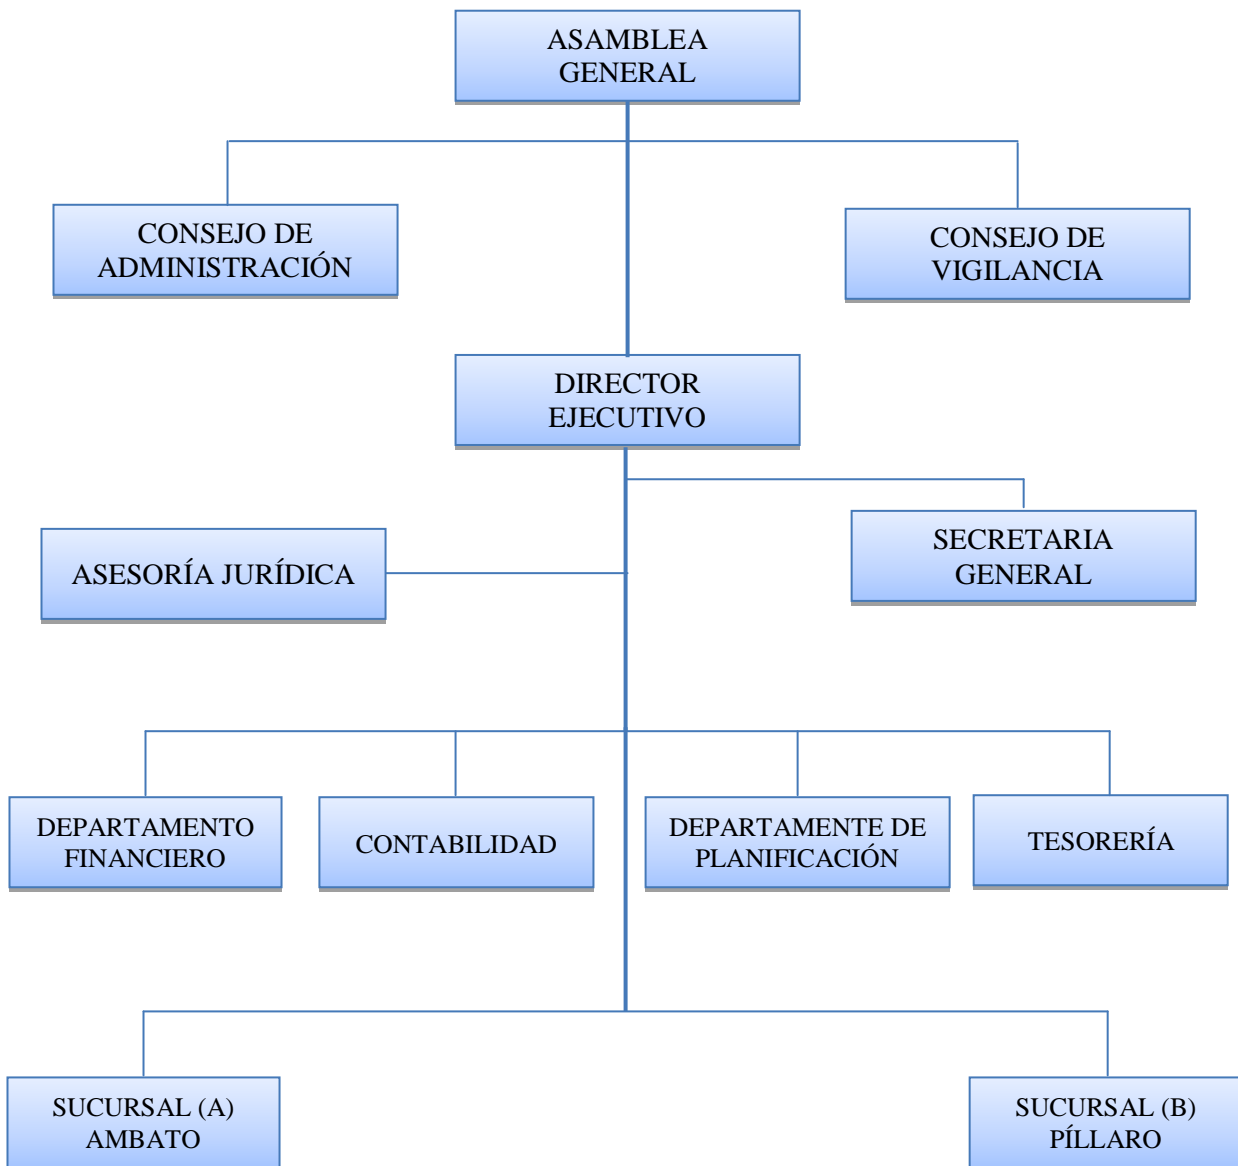 ASAMBLEA
GENERAL
CONSEJO DE
ADMINISTRACIÓN
CONSEJO DE
VIGILANCIA
DIRECTOR
EJECUTIVO
SECRETARIA
GENERAL
ASESORÍA JURÍDICA
DEPARTAMENTO
FINANCIERO
CONTABILIDAD
DEPARTAMENTE DE
PLANIFICACIÓN
TESORERÍA
SUCURSAL (A)
AMBATO
SUCURSAL (B)
PÍLLARO